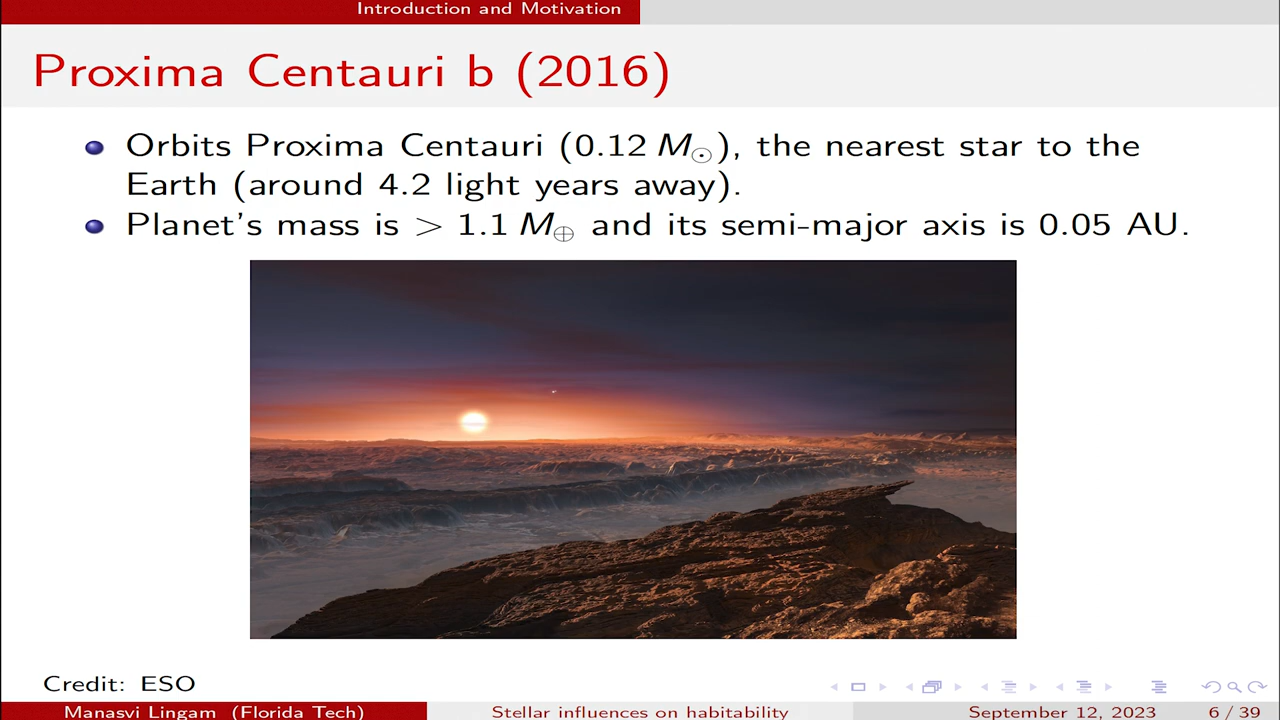 Introduction and Motivation
Proxima Centauri b (2016)
Orbits Proxima Centauri (0.12 M☉), the nearest star to the
Earth (around 4.2 light years away).
Planet's mass is > 1.1 M⊕ and its semi-major axis is 0.05 AU.
Credit: ESO
Manasvi Lingam (Florida Tech) Stellar influences on habitability September 12, 2023 6 / 39